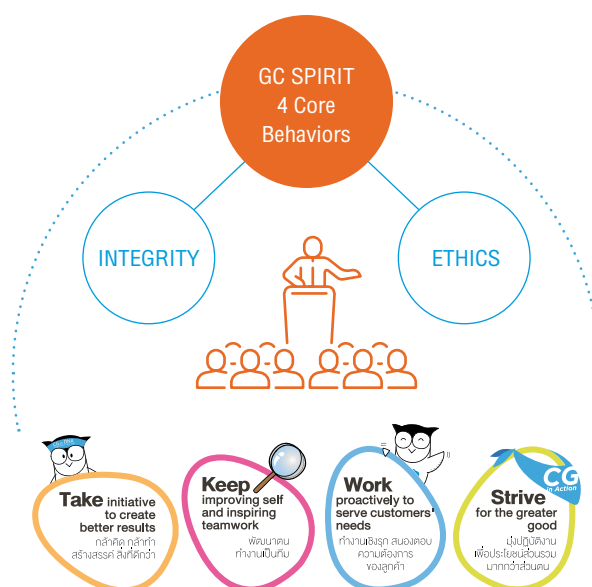 GC SPIRIT
4 Core
Behaviors
INTEGRITY
ETHICS
Take initiative
to create
better results
กล้าคิด กล้าทำ
สร้างสรรค์ สิ่งที่ดีกว่า
Keep
improving self
and inspiring
teamwork
พัฒนาตน
ทำงานเป็นทีม
Work
proactively to
serve customers'
needs
ทำงานเชิงรุก สนองตอบ
ความต้องการ
ของลูกค้า
CG
in Action
Strive
for the greater
good
มุ่งปฏิบัติงาน
เพื่อประโยชน์ส่วนรวม
มากกว่าส่วนตน